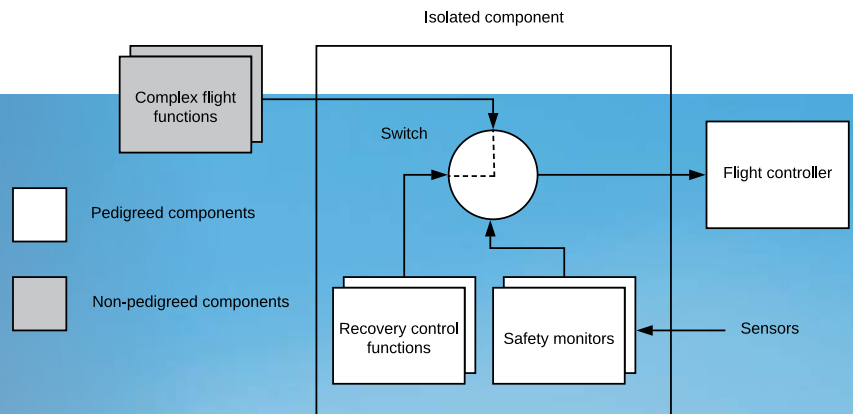 Isolated component
Complex flight
functions
Switch
Flight controller
Pedigreed components
Non-pedigreed components
Recovery control
functions
Safety monitors
Sensors